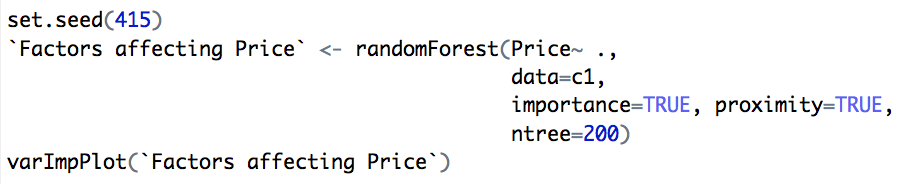 set.seed(415)
`Factors affecting Price` <- randomForest(Price~ .,
data=c1,
importance=TRUE, proximity=TRUE,
ntree=200)
varImpPlot(`Factors affecting Price`)